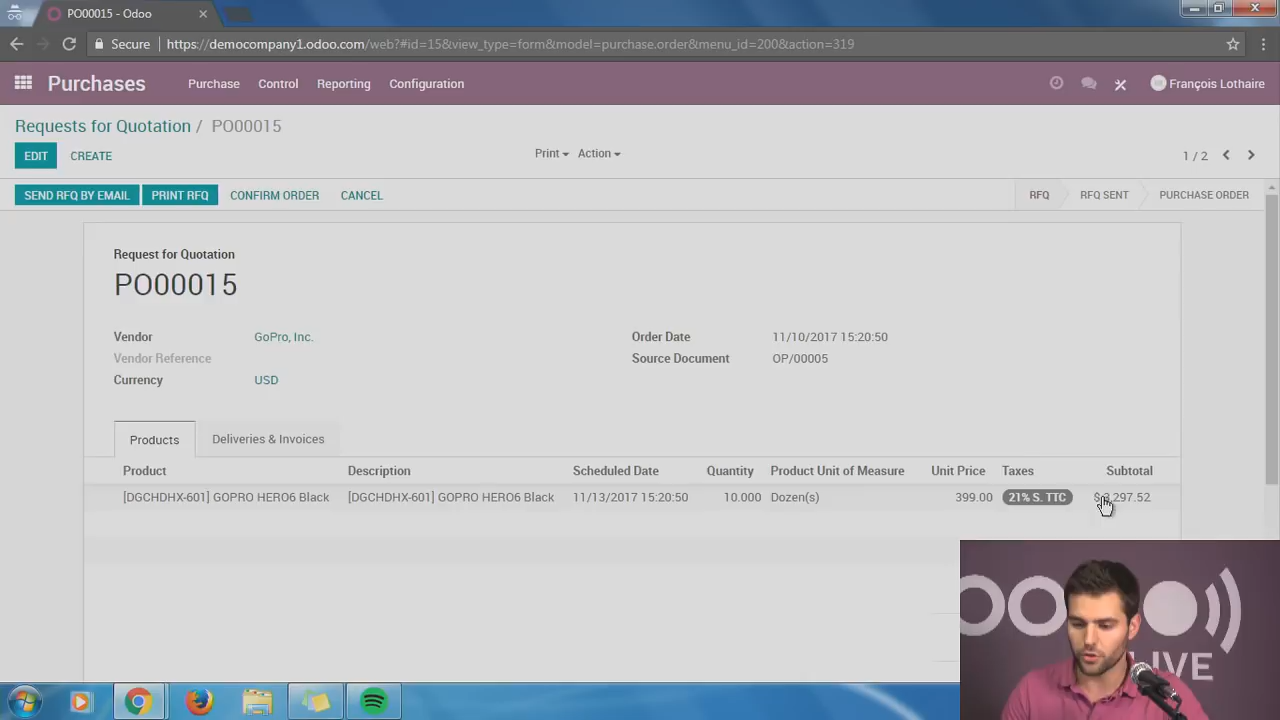 PO00015 - Odoo
Secure https://democompany1.odoo.com/web?#id=15&view_type=form&model=purchase.order&menu_id=200&action=319
Purchases Purchase Control Reporting Configuration François Lothaire
Requests for Quotation / PO00015
EDIT CREATE Print Action 1 / 2
SEND RFQ BY EMAIL PRINT RFQ CONFIRM ORDER CANCEL RFQ RFQ SENT PURCHASE ORDER
Request for Quotation
PO00015
Vendor GoPro, Inc. Order Date 11/10/2017 15:20:50
Vendor Reference Source Document OP/00005
Currency USD
Products Deliveries & Invoices
Product Description Scheduled Date Quantity Product Unit of Measure Unit Price Taxes Subtotal
[DGCHDHX-601] GOPRO HERO6 Black [DGCHDHX-601] GOPRO HERO6 Black 11/13/2017 15:20:50 10.000 Dozen(s) 399.00 21% S. TTC $